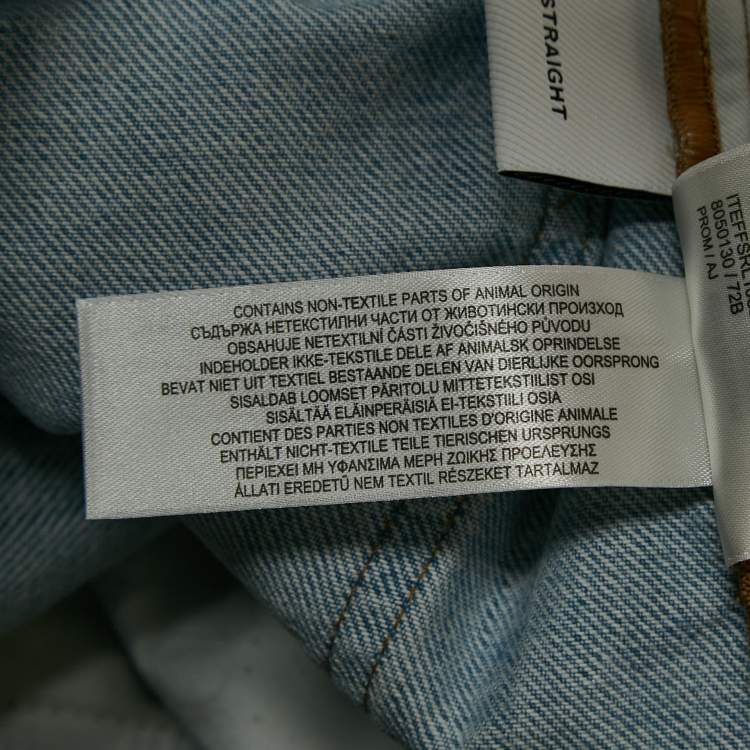 STRAIGHT
8050130 / 72B
PROM / AJ
CONTAINS NON-TEXTILE PARTS OF ANIMAL ORIGIN
СЪДЪРЖА НЕТЕКСТИЛНИ ЧАСТИ ОТ ЖИВОТИНСКИ ПРОИЗХОД
OBSAHUJE NETEXTILNÍ ČÁSTI ŽIVOČIŠNÉHO PŮVODU
INDEHOLDER IKKE-TEKSTILE DELE AF ANIMALSK OPRINDELSE
BEVAT NIET UIT TEXTIEL BESTAANDE DELEN VAN DIERLIJKE OORSPRONG
SISALDAB LOOMSET PÄRITOLU MITTETEKSTIILIST OSI
SISÄLTÄÄ ELÄINPERÄISIÄ EI-TEKSTIILI OSIA
CONTIENT DES PARTIES NON TEXTILES D'ORIGINE ANIMALE
ENTHÄLT NICHT-TEXTILE TEILE TIERISCHEN URSPRUNGS
ΠΕΡΙΕΧΕΙ ΜΗ ΥΦΑΝΣΙΜΑ ΜΕΡΗ ΖΩΙΚΗΣ ΠΡΟΕΛΕΥΣΗΣ
ÁLLATI EREDETŰ NEM TEXTIL RÉSZEKET TARTALMAZ